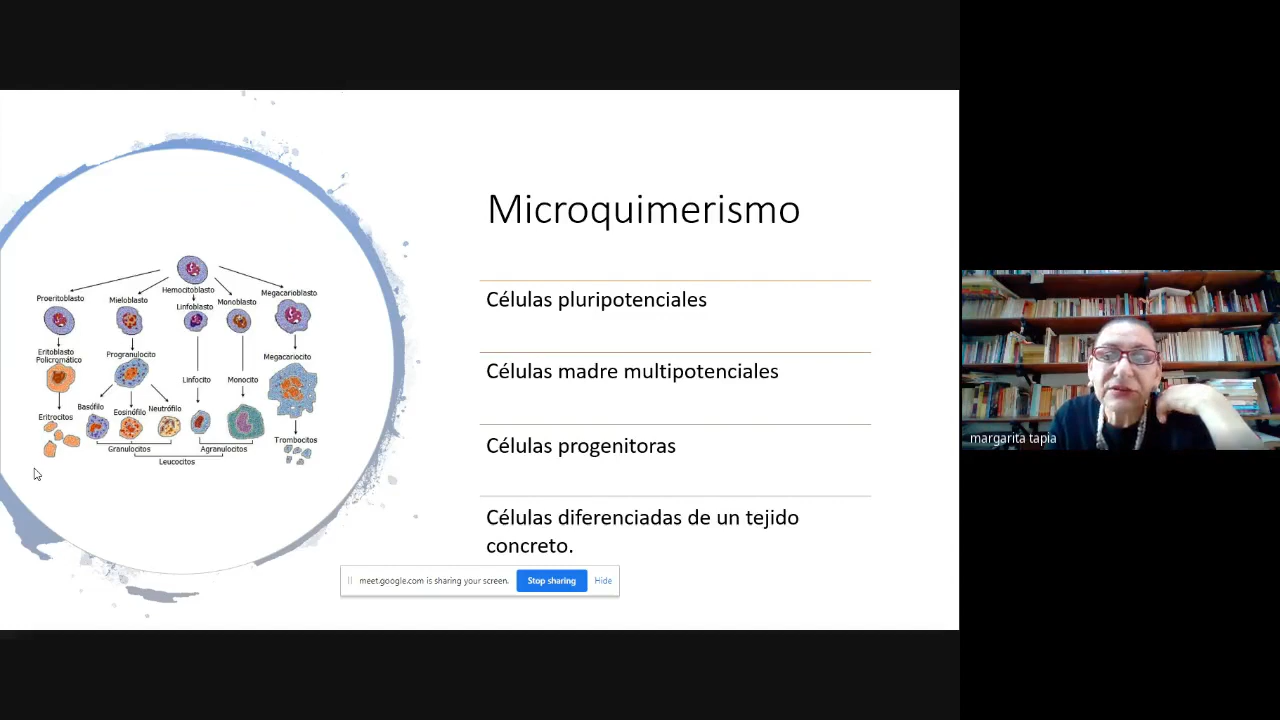 Microquimerismo
Células pluripotenciales
Células madre multipotenciales
Células progenitoras
Células diferenciadas de un tejido
concreto.
Hemocitoblasto
Proeritoblasto
Mieloblasto
Linfoblasto
Monoblasto
Megacarioblasto
Eritoblasto
Policromático
Progranulocito
Megacariocito
Linfocito
Monocito
Basófilo
Eosinófilo
Neutrófilo
Eritrocitos
Granulocitos
Agranulocitos
Trombocitos
Leucocitos
meet.google.com is sharing your screen.
Stop sharing
Hide
margarita tapia